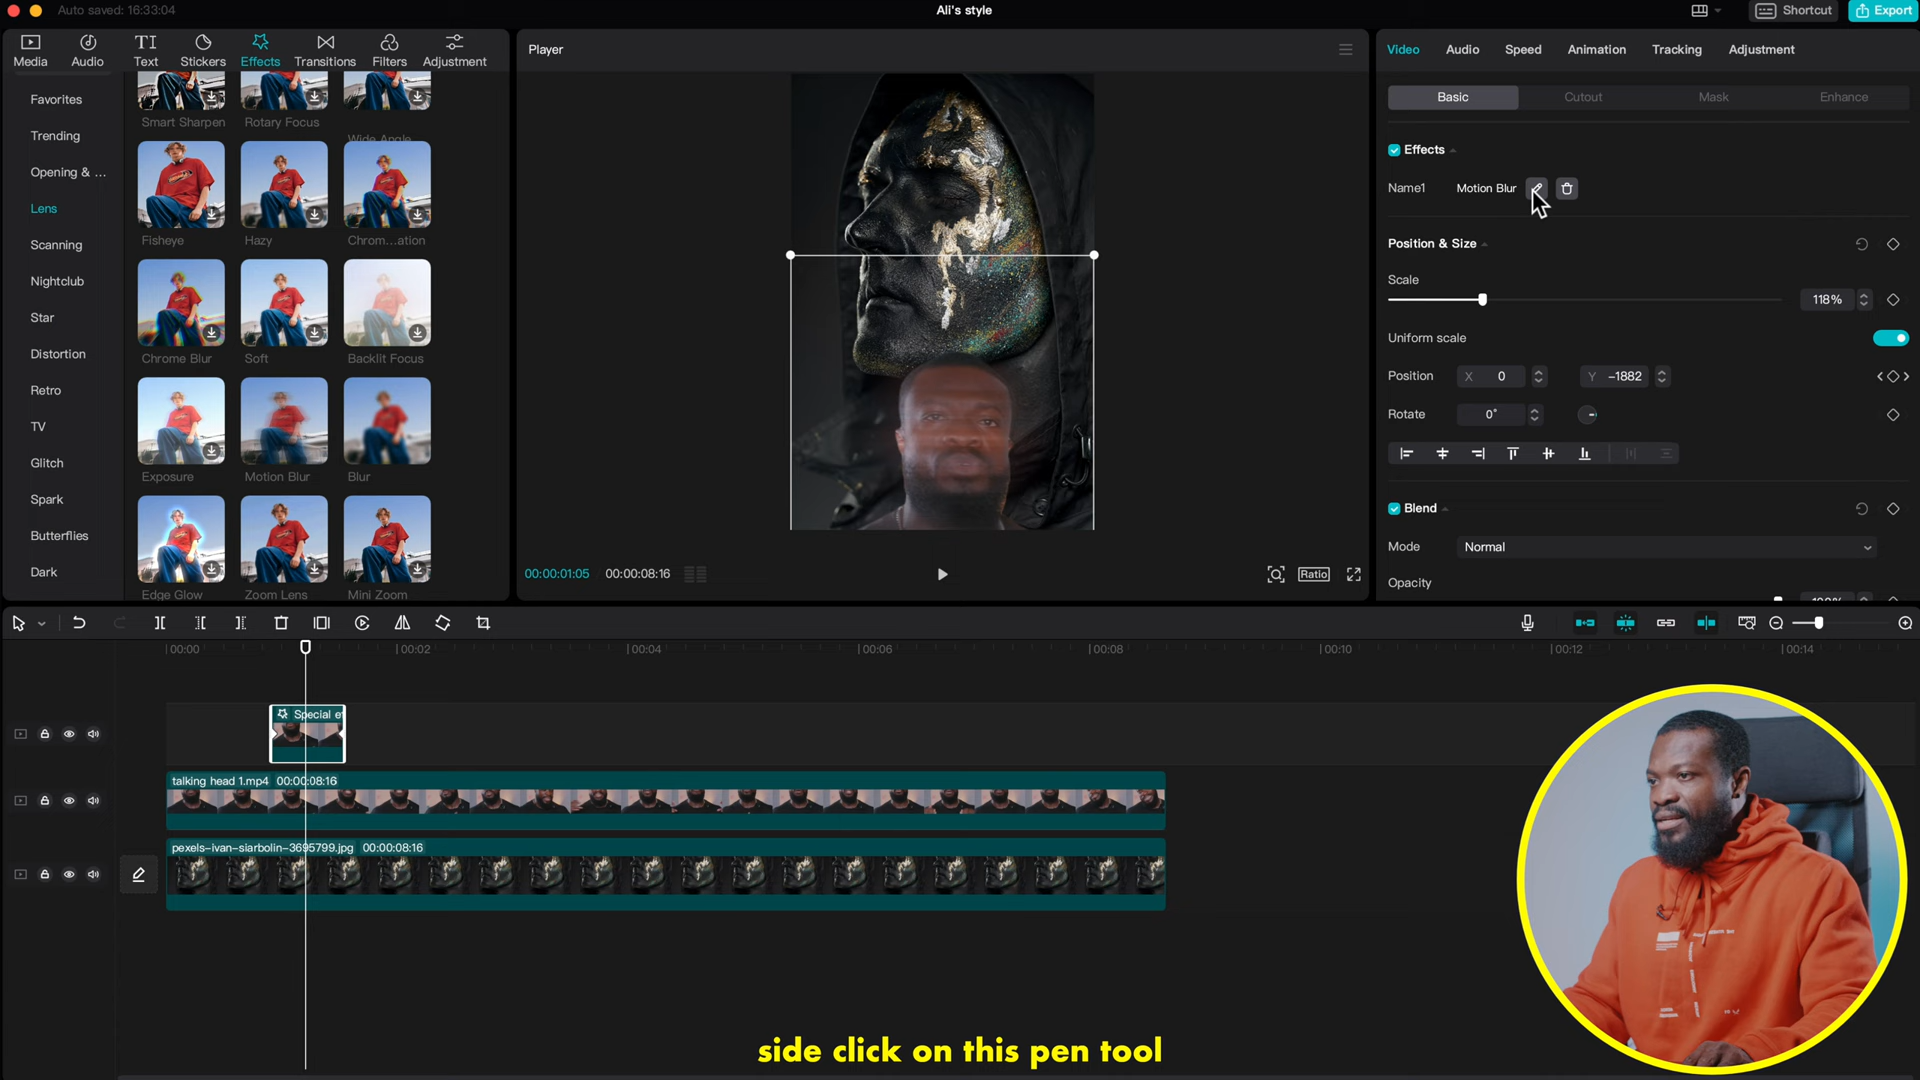 Auto saved: 16:33:04
Ali's style
Shortcut
Export
Media
Audio
TI
Text
Stickers
Effects
Transitions
Filters
Adjustment
Favorites
Trending
Opening & ...
Lens
Scanning
Nightclub
Star
Distortion
Retro
TV
Glitch
Spark
Butterflies
Dark
Smart Sharpen
Rotary Focus
Wide Angle
Fisheye
Hazy
Chrom...ation
Chrome Blur
Soft
Backlit Focus
Exposure
Motion Blur
Blur
Edge Glow
Zoom Lens
Mini Zoom
Player
00:00:01:05
00:00:08:16
Ratio
Video
Audio
Speed
Animation
Tracking
Adjustment
Basic
Cutout
Mask
Enhance
Effects
Name1
Motion Blur
Position & Size
Scale
118%
Uniform scale
Position
X 0
Y -1882
Rotate
0°
Blend
Mode
Normal
Opacity
00:00
00:02
00:04
00:06
00:08
00:10
00:12
00:14
Special ef
talking head 1.mp4 00:00:08:16
pexels-ivan-siarbolin-3695799.jpg 00:00:08:16
side click on this pen tool